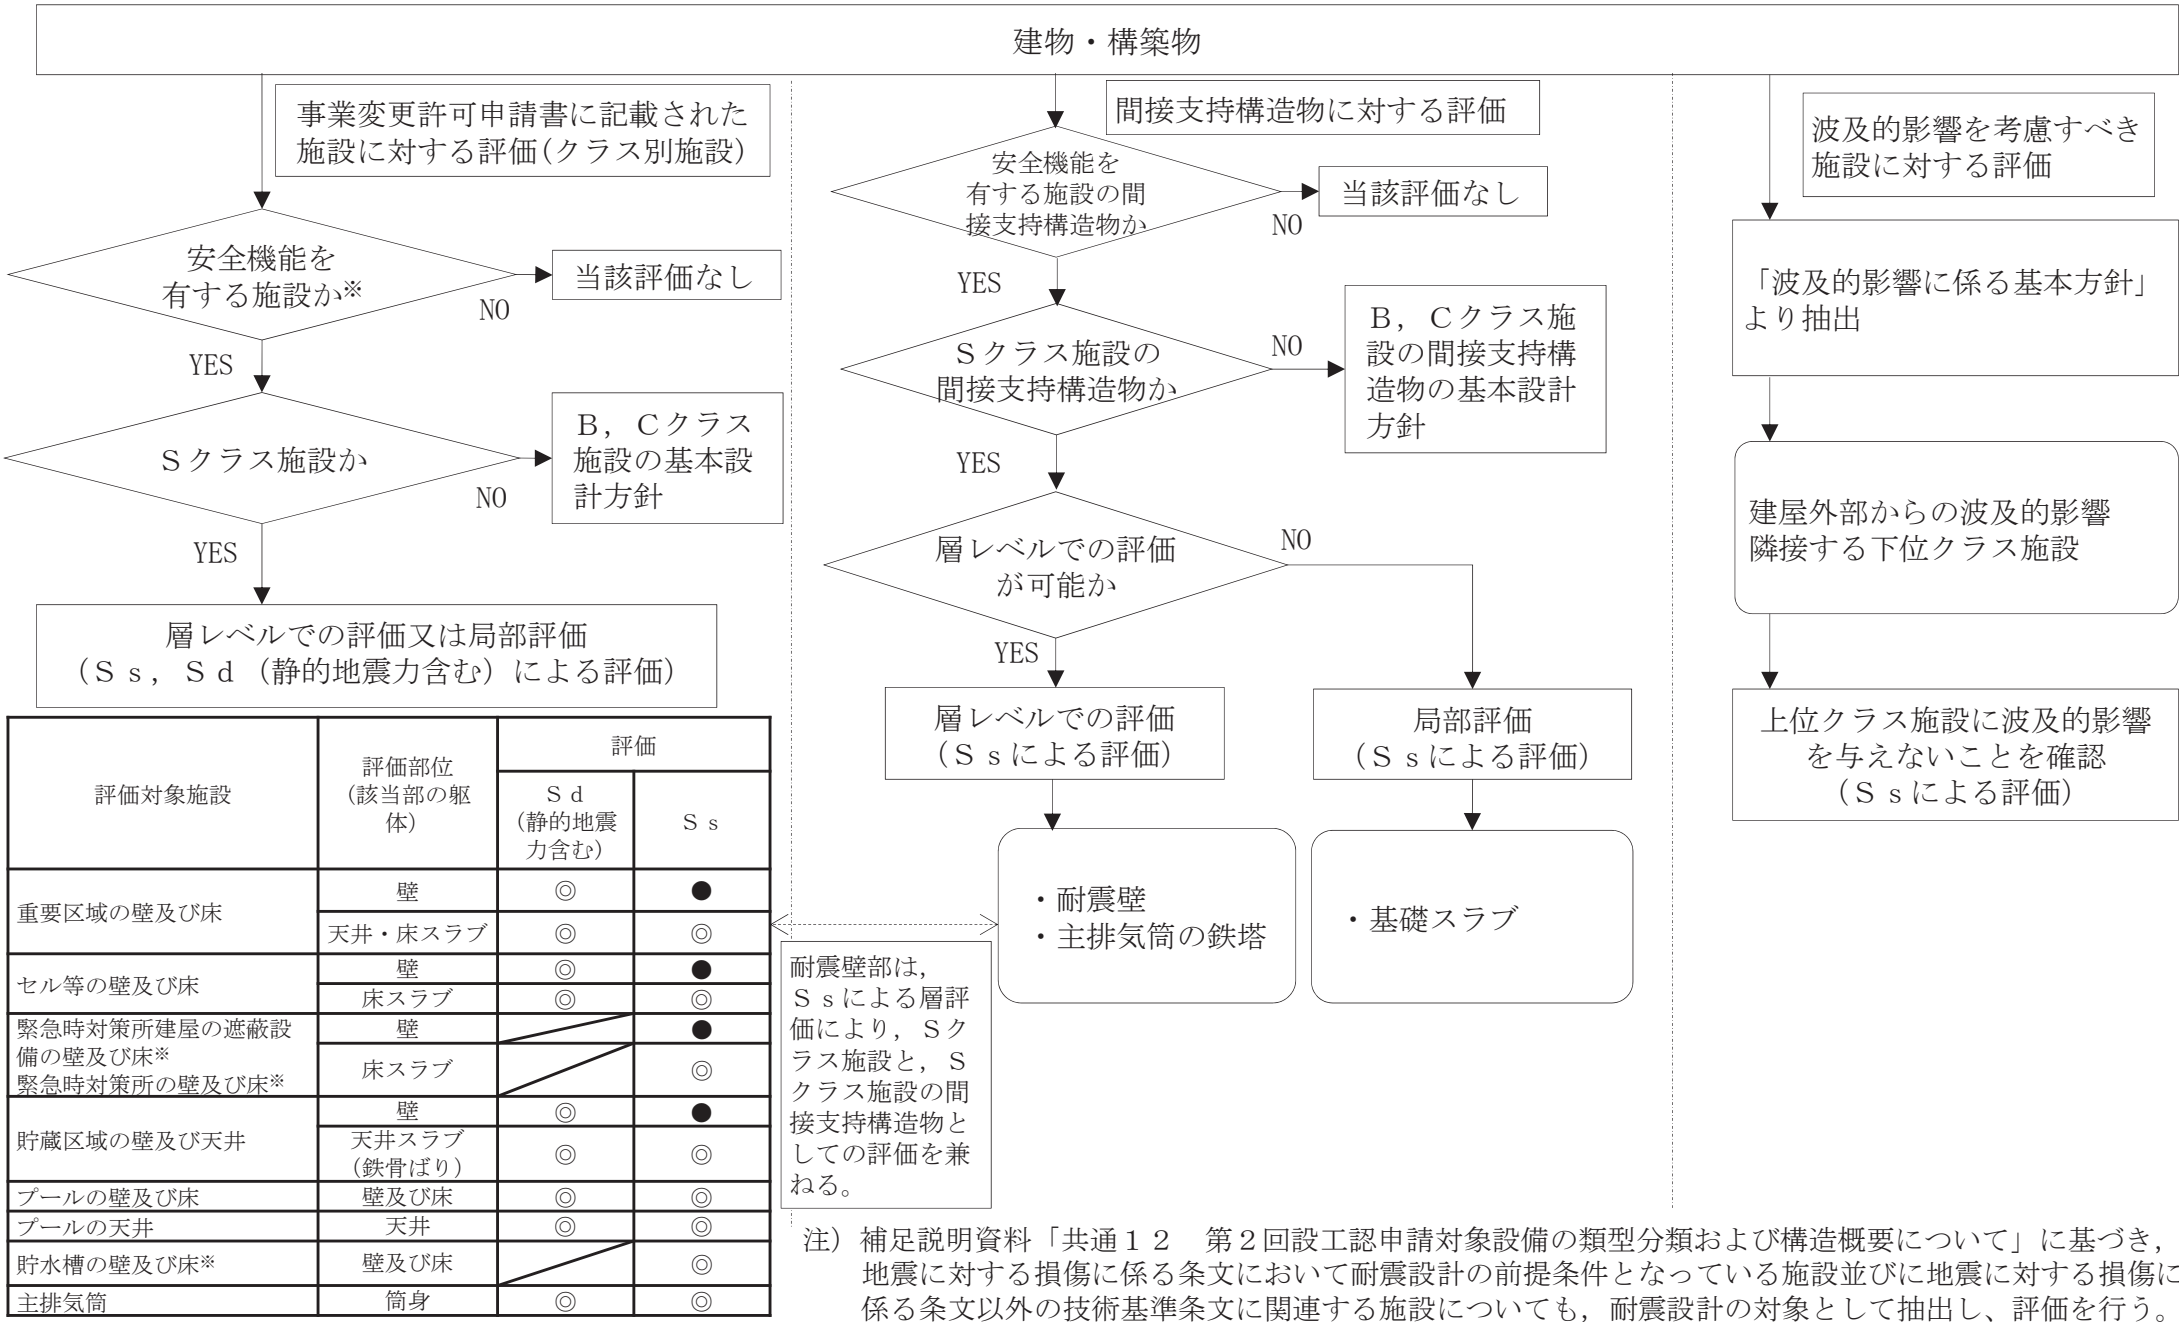 建物・構築物
事業変更許可申請書に記載された
施設に対する評価(クラス別施設)
安全機能を
有する施設か※
NO
当該評価なし
YES
Sクラス施設か
NO
B，Cクラス
施設の基本設
計方針
YES
層レベルでの評価又は局部評価
（Ss，Sd（静的地震力含む）による評価）
評価対象施設
評価部位
(該当部の躯
体)
評価
Sd
(静的地震
力含む)
Ss
重要区域の壁及び床
壁
◎
●
天井・床スラブ
◎
◎
セル等の壁及び床
壁
◎
●
床スラブ
◎
◎
緊急時対策所建屋の遮蔽設
備の壁及び床※
緊急時対策所の壁及び床※
壁
●
床スラブ
◎
貯蔵区域の壁及び天井
壁
◎
●
天井スラブ
(鉄骨ばり)
◎
◎
プールの壁及び床
壁及び床
◎
◎
プールの天井
天井
◎
◎
貯水槽の壁及び床※
壁及び床
◎
主排気筒
筒身
◎
◎
間接支持構造物に対する評価
安全機能を
有する施設の間
接支持構造物か
NO
当該評価なし
YES
Sクラス施設の
間接支持構造物か
NO
B，Cクラス施
設の間接支持構
造物の基本設計
方針
YES
層レベルでの評価
が可能か
NO
YES
層レベルでの評価
（Ssによる評価）
局部評価
（Ssによる評価）
・耐震壁
・主排気筒の鉄塔
・基礎スラブ
耐震壁部は，
Ssによる層評
価により，Sク
ラス施設と，S
クラス施設の間
接支持構造物と
しての評価を兼
ねる。
波及的影響を考慮すべき
施設に対する評価
「波及的影響に係る基本方針」
より抽出
建屋外部からの波及的影響
隣接する下位クラス施設
上位クラス施設に波及的影響
を与えないことを確認
（Ssによる評価）
注）補足説明資料「共通１２　第２回設工認申請対象設備の類型分類および構造概要について」に基づき，
地震に対する損傷に係る条文において耐震設計の前提条件となっている施設並びに地震に対する損傷に
係る条文以外の技術基準条文に関連する施設についても，耐震設計の対象として抽出し、評価を行う。